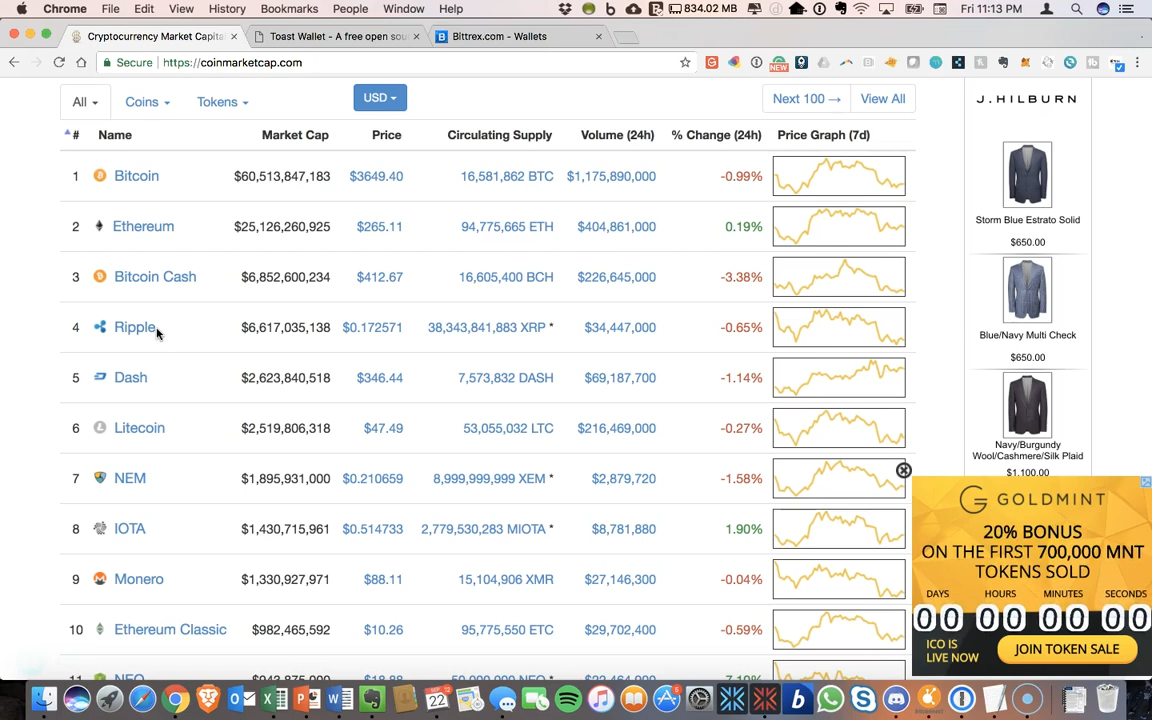 Chrome File Edit View History Bookmarks People Window Help 834.02 MB Fri 11:13 PM
Cryptocurrency Market Capita Toast Wallet - A free open sou Bittrex.com - Wallets
Secure https://coinmarketcap.com
NEW
All Coins Tokens USD Next 100 → View All
# Name Market Cap Price Circulating Supply Volume (24h) % Change (24h) Price Graph (7d)
1 Bitcoin $60,513,847,183 $3649.40 16,581,862 BTC $1,175,890,000 -0.99%
2 Ethereum $25,126,260,925 $265.11 94,775,665 ETH $404,861,000 0.19%
3 Bitcoin Cash $6,852,600,234 $412.67 16,605,400 BCH $226,645,000 -3.38%
4 Ripple $6,617,035,138 $0.172571 38,343,841,883 XRP * $34,447,000 -0.65%
5 Dash $2,623,840,518 $346.44 7,573,832 DASH $69,187,700 -1.14%
6 Litecoin $2,519,806,318 $47.49 53,055,032 LTC $216,469,000 -0.27%
7 NEM $1,895,931,000 $0.210659 8,999,999,999 XEM * $2,879,720 -1.58%
8 IOTA $1,430,715,961 $0.514733 2,779,530,283 MIOTA * $8,781,880 1.90%
9 Monero $1,330,927,971 $88.11 15,104,906 XMR $27,146,300 -0.04%
10 Ethereum Classic $982,465,592 $10.26 95,775,550 ETC $29,702,400 -0.59%
J.HILBURN
Storm Blue Estrato Solid
$650.00
Blue/Navy Multi Check
$650.00
Navy/Burgundy
Wool/Cashmere/Silk Plaid
$1,100.00
GOLDMINT
20% BONUS
ON THE FIRST 700,000 MNT
TOKENS SOLD
DAYS HOURS MINUTES SECONDS
00 00 00 00
ICO IS
LIVE NOW
JOIN TOKEN SALE
22